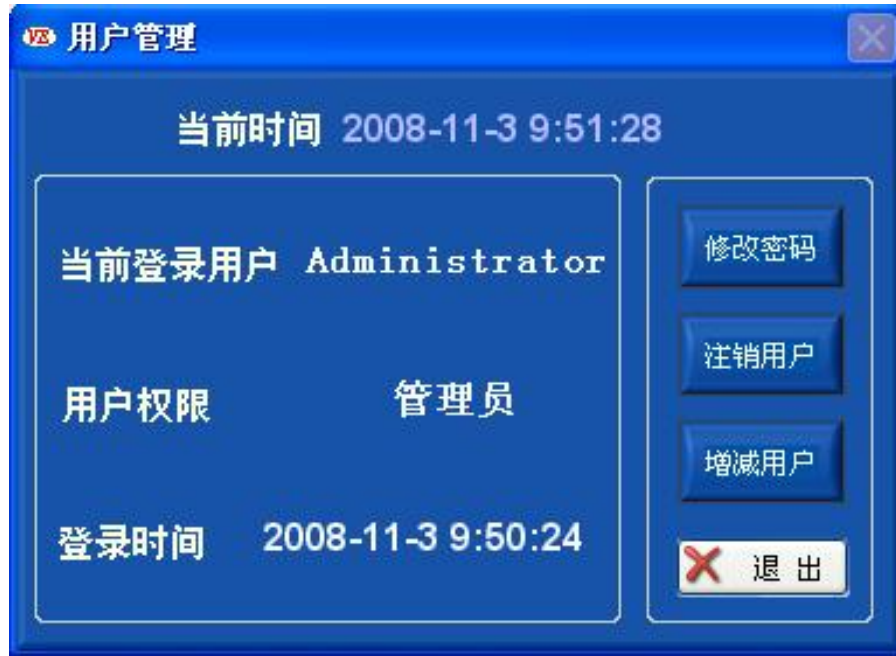 VB 用户管理
当前时间 2008-11-3 9:51:28
当前登录用户 Administrator
用户权限 管理员
登录时间 2008-11-3 9:50:24
修改密码
注销用户
增减用户
退出